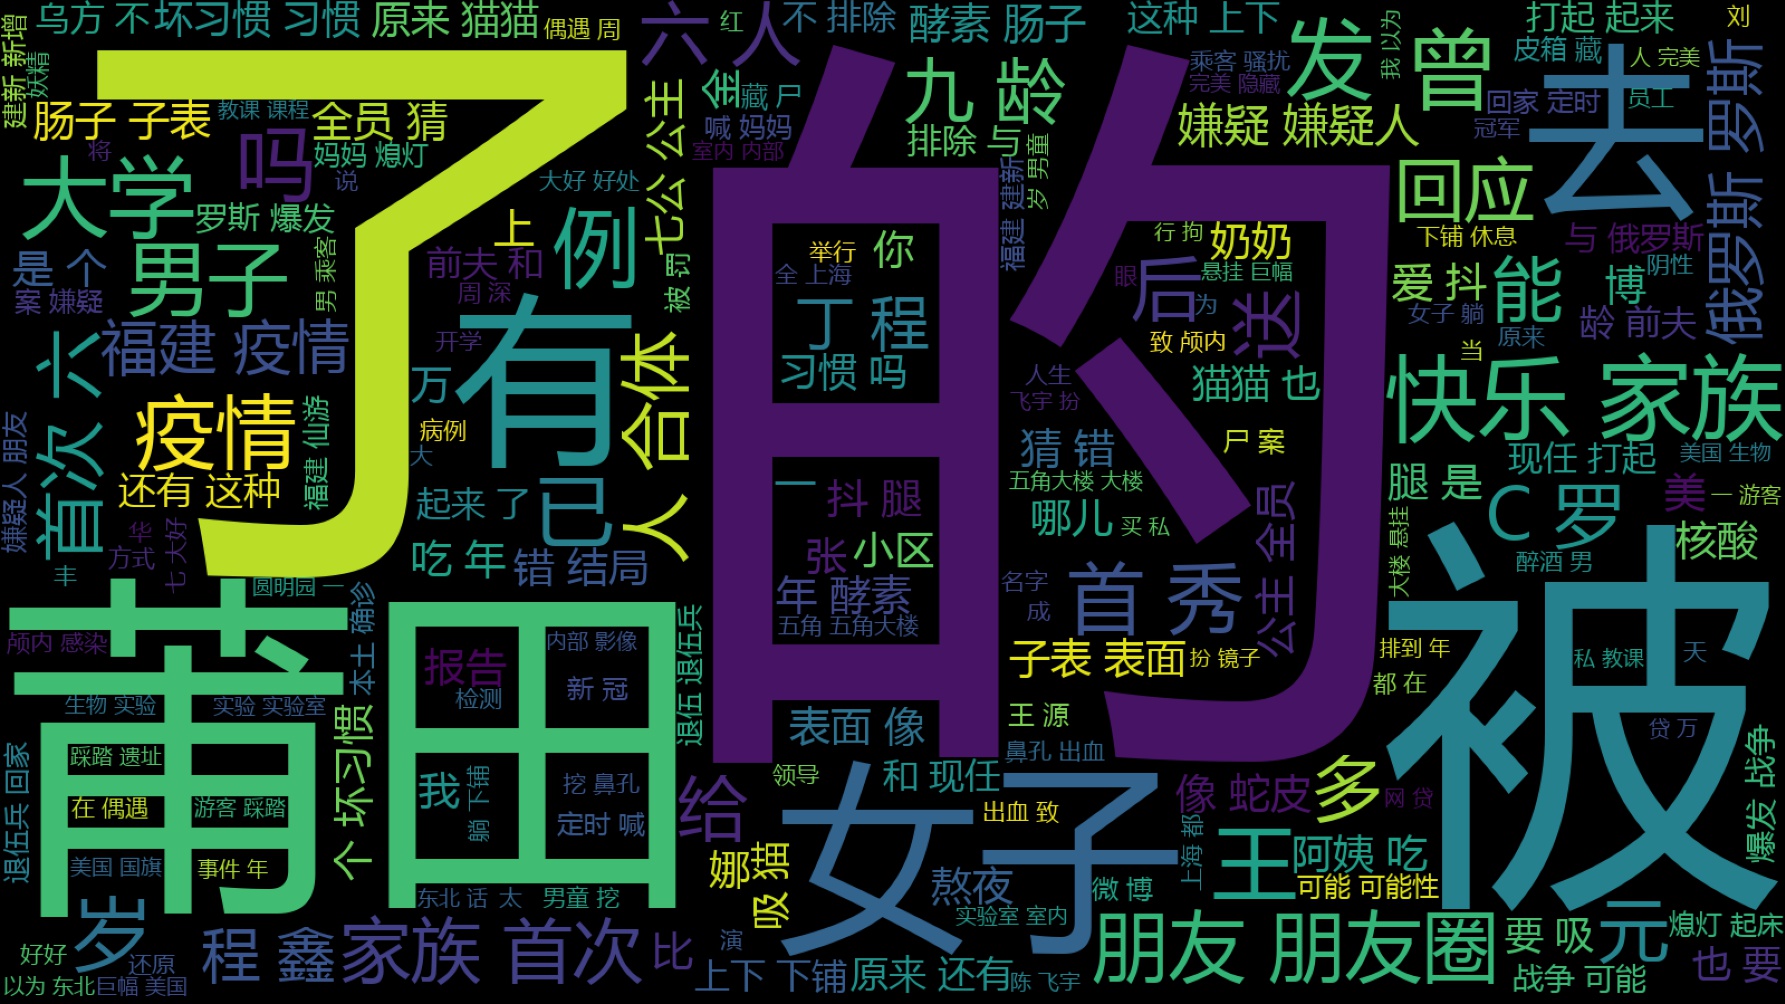 乌方 不
坏习惯 习惯
原来 猫猫
偶遇 周
六 人
红
不 排除
酵素 肠子
这种 上下
打起 起来
刘
建新 新增
妖精
了
的
发
曾
我 以为
乘客 骚扰
完美 隐藏
皮箱 藏
人 完美
去
俄罗斯 罗斯
肠子 子表
教课 课程
全员 猜
金
藏 尸
九 龄
嫌疑 嫌疑人
回家 定时
员工
冠军
将
吗
妈妈 熄灯
喊 妈妈
室内 内部
排除 与
岁 男童
福建 建新
大学
说
大好 好处
七公 公主
回应
罗斯 爆发
上
例
举行
你
全 上海
行 拘
奶奶
下铺 休息
与 俄罗斯
是 个
男子
男 乘客
案 嫌疑
前夫 和
周 深
被 罚
眼
后
悬挂 巨幅
为
送
爱 抖
能
博
阴性
女子 躺
原来
龄 前夫
首次 六
福建 疫情
开学
有
丁 程
习惯 吗
致 颅内
当
人生
飞宇 扮
猫猫 也
快乐 家族
疫情
福建 仙游
万
病例
大
人 合体
猜 错
尸 案
现任 打起
美国 生物
嫌疑人 朋友
还有 这种
起来 了
已
一
抖 腿
五角大楼 大楼
哪儿
买 私
腿 是
C 罗
美
一 游客
华
方式
七 大好
丰
吃 年
错 结局
张
小区
公主 全员
大楼 悬挂
醉酒 男
核酸
莆田
圆明园 一
本土 确诊
退伍 退伍兵
年 酵素
五角 五角大楼
名字
成
首 秀
被
颅内 感染
报告
检测
内部 影像
新 冠
子表 表面
扮 镜子
排到 年
都 在
私 教课
天
生物 实验
实验 实验室
个 坏习惯
表面 像
王 源
鼻孔 出血
贷 万
退伍兵 回家
踩踏 遗址
在 偶遇
游客 踩踏
我
躺 下铺
挖 鼻孔
定时 喊
给
领导
和 现任
出血 致
像 蛇皮
多
网 贷
爆发 战争
美国 国旗
事件 年
女子
娜
吸 猫
熬夜
微 博
上海 都
王
阿姨 吃
可能 可能性
岁
东北 话
太
男童 挖
实验室 室内
好好
还原
以为 东北
巨幅 美国
程 鑫
家族 首次
比
演
上下 下铺
原来 还有
陈 飞宇
朋友 朋友圈
要 吸
元
熄灯 起床
战争 可能
也 要